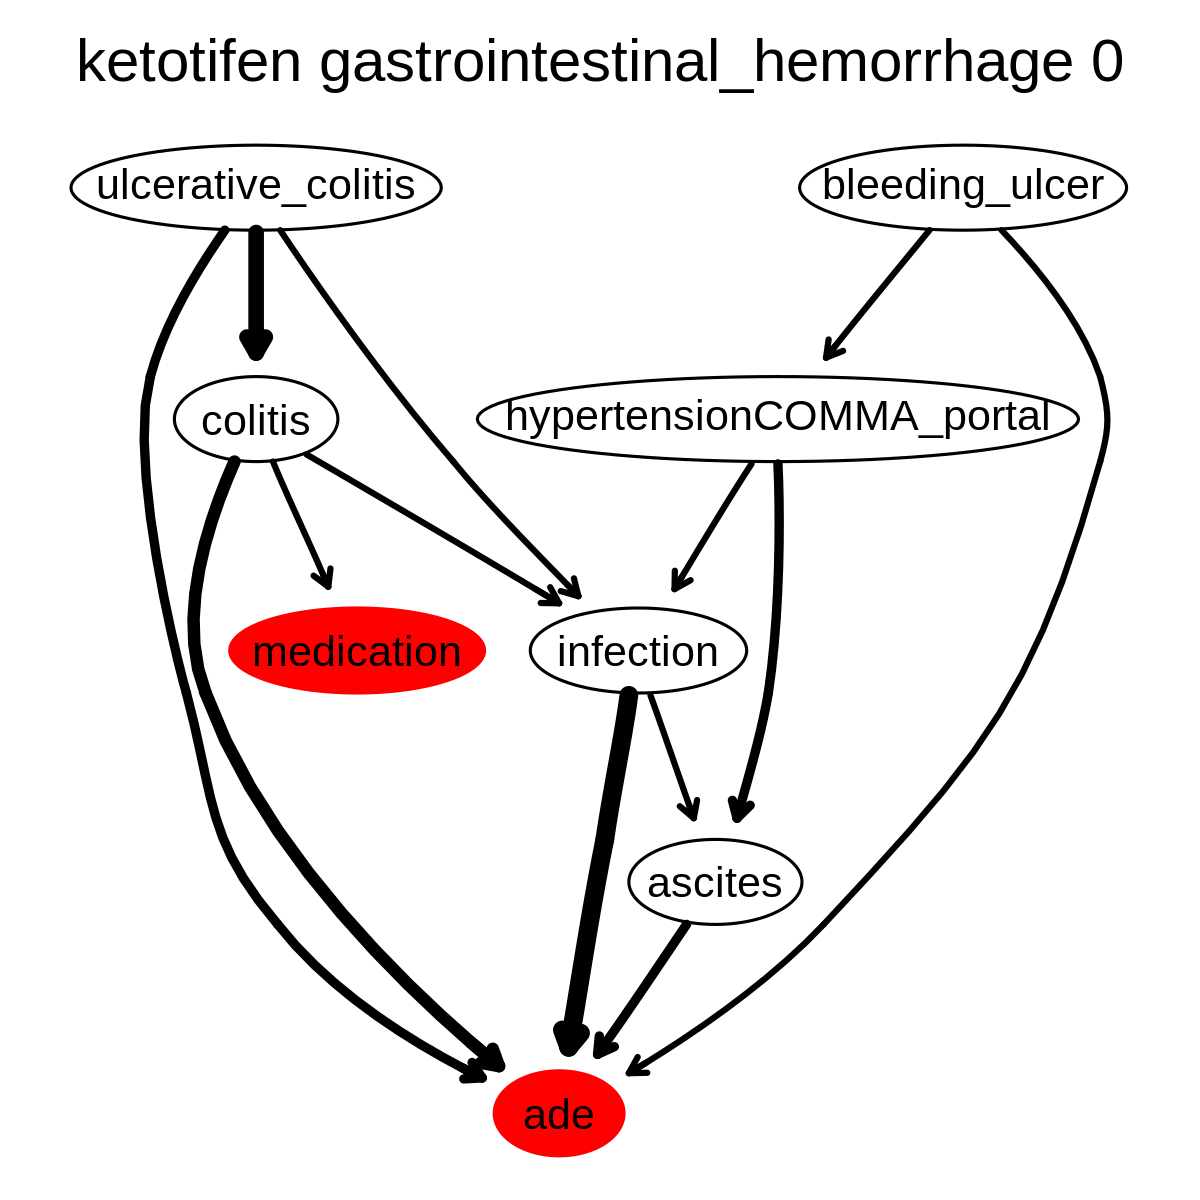 ketotifen gastrointestinal_hemorrhage 0
ulcerative_colitis
bleeding_ulcer
colitis
hypertensionCOMMA_portal
medication
infection
ascites
ade